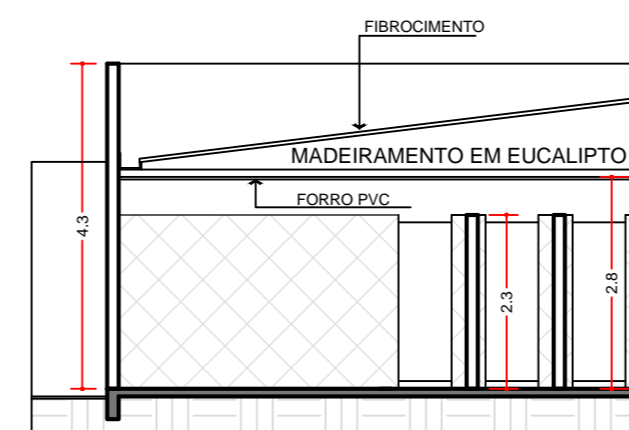 FIBROCIMENTO
MADEIRAMENTO EM EUCALIPTO
FORRO PVC
4.3
2.3
2.8